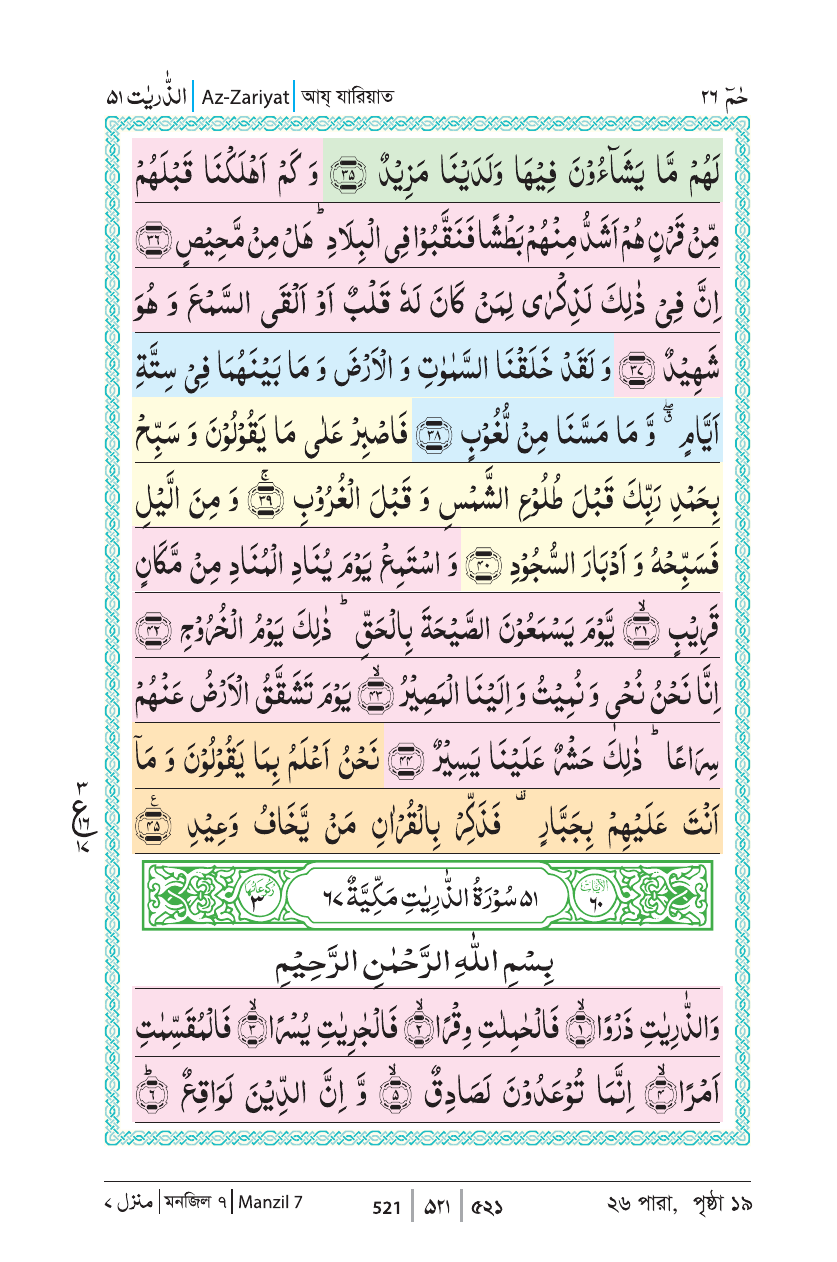 الذّٰرِيٰت ٥١ | Az-Zariyat | আয্ যারিয়াত
حٰمٓ ٢٦
لَهُمْ مَّا يَشَآءُوْنَ فِيْهَا وَلَدَيْنَا مَزِيْدٌ ﴿٣٥﴾ وَ كَمْ اَهْلَكْنَا قَبْلَهُمْ
مِّنْ قَرْنٍ هُمْ اَشَدُّ مِنْهُمْ بَطْشًا فَنَقَّبُوْا فِى الْبِلَادِ ؕ هَلْ مِنْ مَّحِيْصٍ ﴿٣٦﴾
اِنَّ فِىْ ذٰلِكَ لَذِكْرٰى لِمَنْ كَانَ لَهٗ قَلْبٌ اَوْ اَلْقَى السَّمْعَ وَ هُوَ
شَهِيْدٌ ﴿٣٧﴾ وَ لَقَدْ خَلَقْنَا السَّمٰوٰتِ وَ الْاَرْضَ وَ مَا بَيْنَهُمَا فِىْ سِتَّةِ
اَيَّامٍ ۖۗ وَّ مَا مَسَّنَا مِنْ لُّغُوْبٍ ﴿٣٨﴾ فَاصْبِرْ عَلٰى مَا يَقُوْلُوْنَ وَ سَبِّحْ
بِحَمْدِ رَبِّكَ قَبْلَ طُلُوْعِ الشَّمْسِ وَ قَبْلَ الْغُرُوْبِ ۚ﴿٣٩﴾ وَ مِنَ الَّيْلِ
فَسَبِّحْهُ وَ اَدْبَارَ السُّجُوْدِ ﴿٤٠﴾ وَ اسْتَمِعْ يَوْمَ يُنَادِ الْمُنَادِ مِنْ مَّكَانٍ
قَرِيْبٍ ۙ﴿٤١﴾ يَّوْمَ يَسْمَعُوْنَ الصَّيْحَةَ بِالْحَقِّ ؕ ذٰلِكَ يَوْمُ الْخُرُوْجِ ﴿٤٢﴾
اِنَّا نَحْنُ نُحْىٖ وَ نُمِيْتُ وَ اِلَيْنَا الْمَصِيْرُ ۙ﴿٤٣﴾ يَوْمَ تَشَقَّقُ الْاَرْضُ عَنْهُمْ
سِرَاعًا ؕ ذٰلِكَ حَشْرٌ عَلَيْنَا يَسِيْرٌ ﴿٤٤﴾ نَحْنُ اَعْلَمُ بِمَا يَقُوْلُوْنَ وَ مَاۤ
اَنْتَ عَلَيْهِمْ بِجَبَّارٍ ۫ فَذَكِّرْ بِالْقُرْاٰنِ مَنْ يَّخَافُ وَعِيْدِ ﴿٤٥﴾
٣
ع
١٦
١٧
اٰيَاتُهَا ٦٠
٥١ سُوْرَةُ الذّٰرِيٰتِ مَكِّيَّةٌ ٦٧
رُكُوْعَاتُهَا ٣
بِسْمِ اللّٰهِ الرَّحْمٰنِ الرَّحِيْمِ
وَالذّٰرِيٰتِ ذَرْوًا ۙ﴿١﴾ فَالْحٰمِلٰتِ وِقْرًا ۙ﴿٢﴾ فَالْجٰرِيٰتِ يُسْرًا ۙ﴿٣﴾ فَالْمُقَسِّمٰتِ
اَمْرًا ۙ﴿٤﴾ اِنَّمَا تُوْعَدُوْنَ لَصَادِقٌ ۙ﴿٥﴾ وَّ اِنَّ الدِّيْنَ لَوَاقِعٌ ؕ﴿٦﴾
منزل ٧ | মনজিল ৭ | Manzil 7
521 | ٥٢١ | ৫২১
২৬ পারা, পৃষ্ঠা ১৯